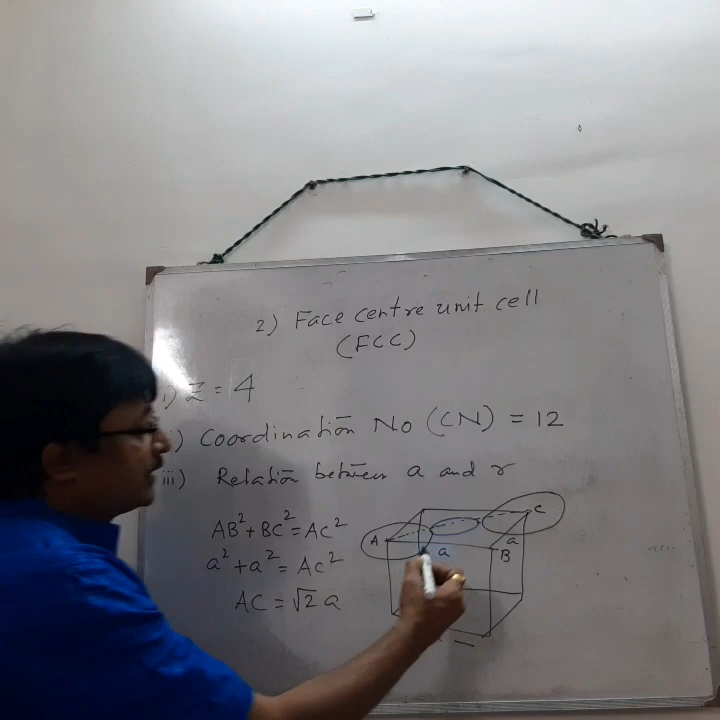 2) Face centre unit cell
(FCC)
i) Z = 4
) Coordination No (CN) = 12
iii) Relation between a and r
AB² + BC² = AC²
a² + a² = AC²
AC = √2 a
A
C
a
a
B